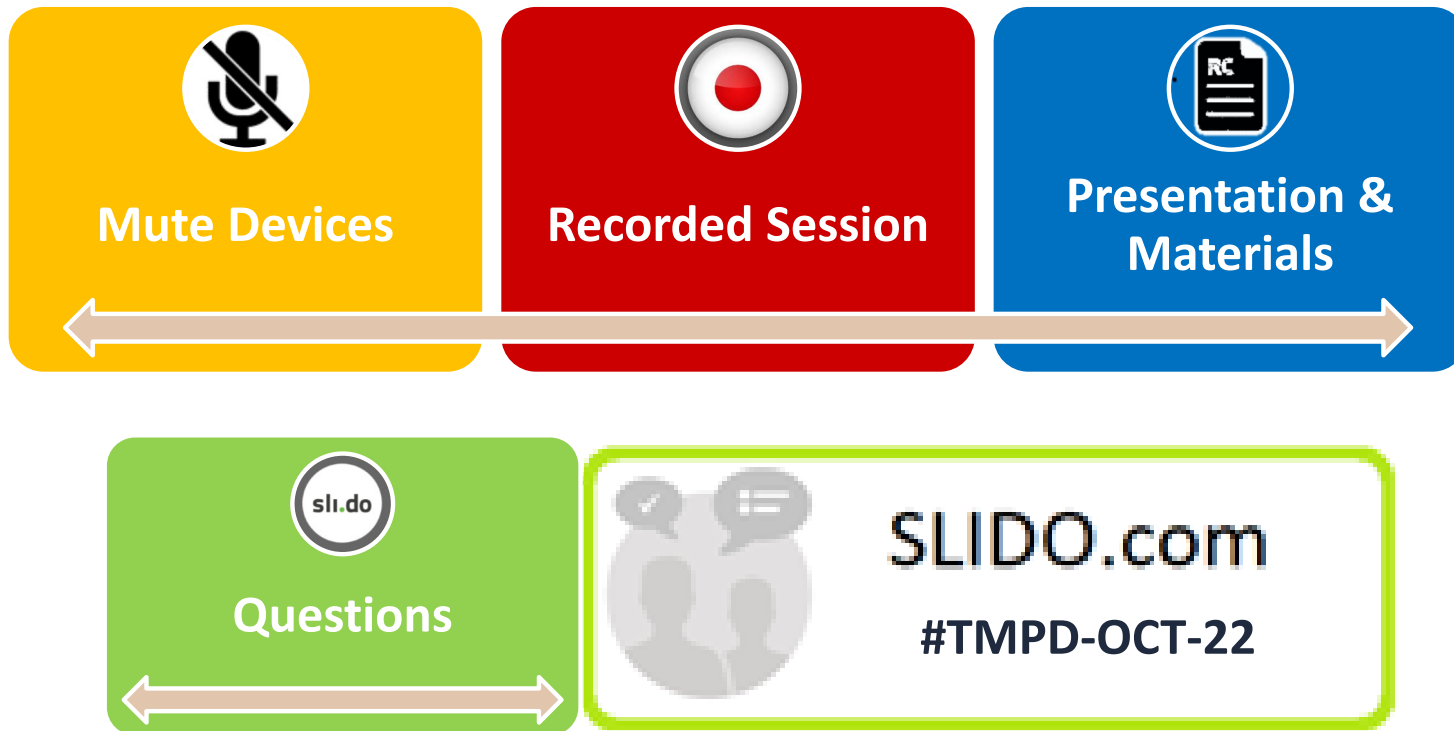 RC
Mute Devices
Recorded Session
Presentation &
Materials
sli.do
Questions
SLIDO.com
#TMPD-OCT-22